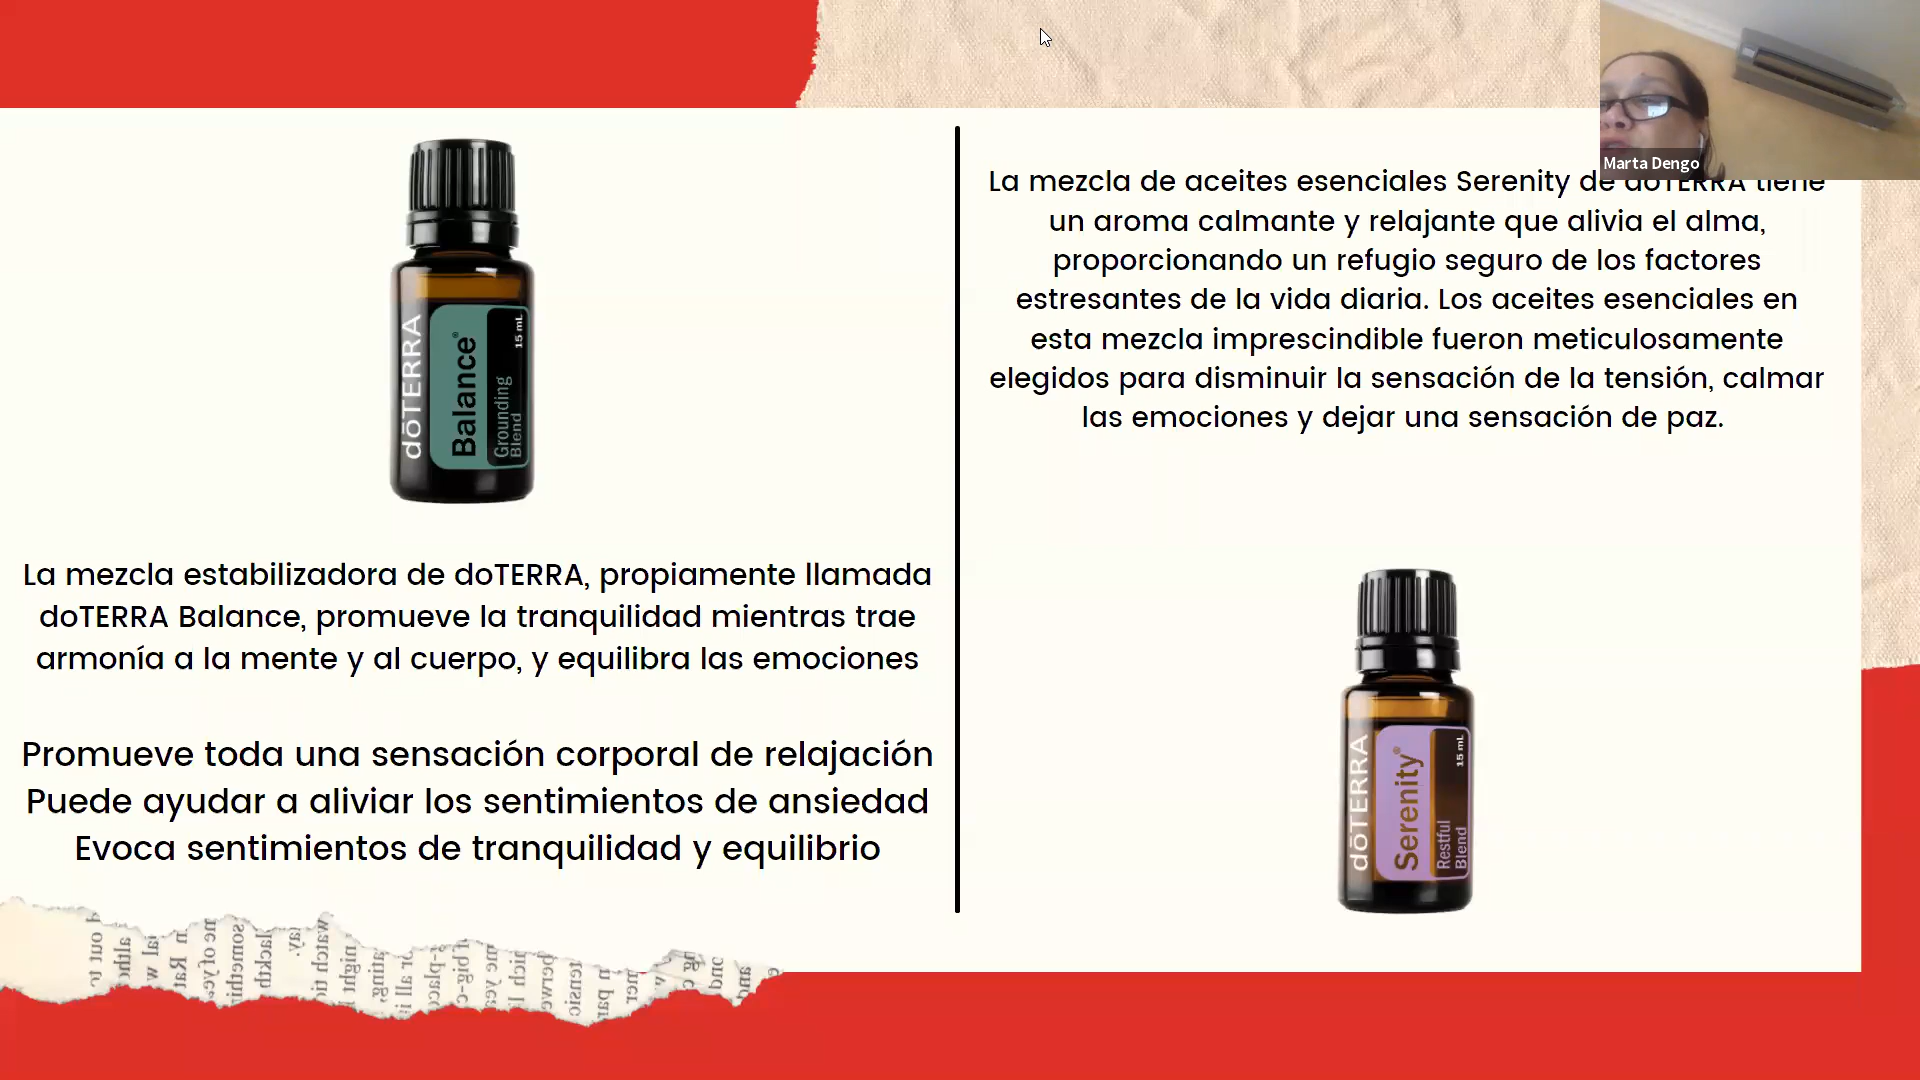 doTERRA
Balance®
Grounding
Blend
15 mL
La mezcla estabilizadora de doTERRA, propiamente llamada
doTERRA Balance, promueve la tranquilidad mientras trae
armonía a la mente y al cuerpo, y equilibra las emociones
Promueve toda una sensación corporal de relajación
Puede ayudar a aliviar los sentimientos de ansiedad
Evoca sentimientos de tranquilidad y equilibrio
Marta Dengo
La mezcla de aceites esenciales Serenity de doTERRA tiene
un aroma calmante y relajante que alivia el alma,
proporcionando un refugio seguro de los factores
estresantes de la vida diaria. Los aceites esenciales en
esta mezcla imprescindible fueron meticulosamente
elegidos para disminuir la sensación de la tensión, calmar
las emociones y dejar una sensación de paz.
dōTERRA
Serenity®
Restful
Blend
15 mL